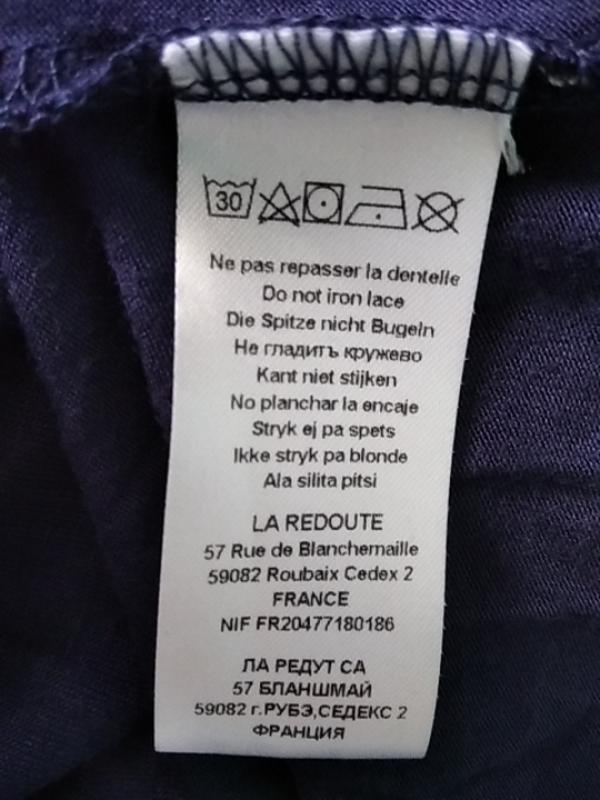 30
Ne pas repasser la dentelle
Do not iron lace
Die Spitze nicht Bugeln
Не гладить кружево
Kant niet stijken
No planchar la encaje
Stryk ej pa spets
Ikke stryk pa blonde
Ala silita pitsi
LA REDOUTE
57 Rue de Blanchemaille
59082 Roubaix Cedex 2
FRANCE
NIF FR20477180186
ЛА РЕДУТ СА
57 БЛАНШМАЙ
59082 г.РУБЭ,СЕДЕКС 2
ФРАНЦИЯ